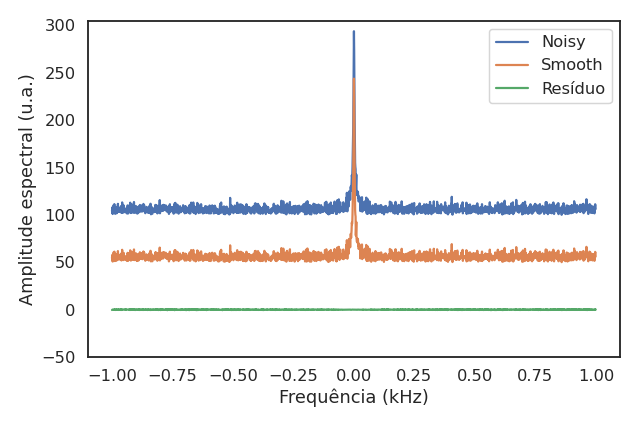 300
250
200
150
100
50
0
−50
Amplitude espectral (u.a.)
Noisy
Smooth
Resíduo
−1.00 −0.75 −0.50 −0.25 0.00 0.25 0.50 0.75 1.00
Frequência (kHz)